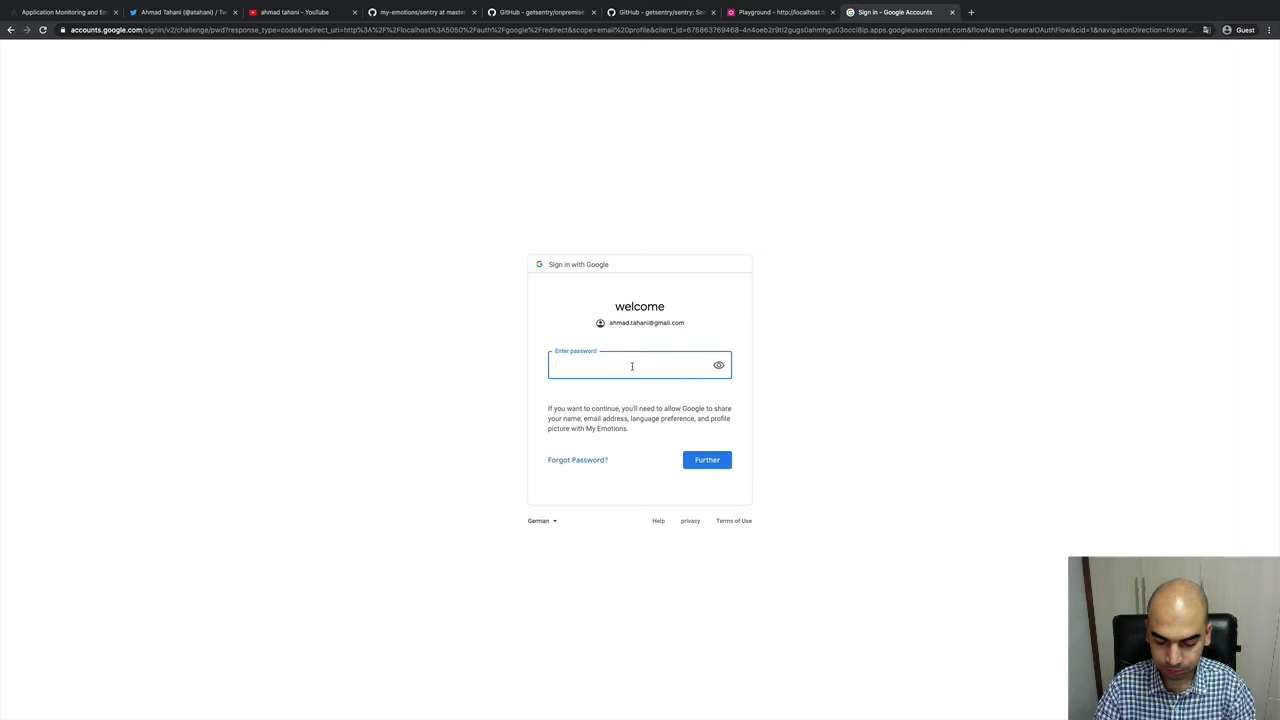 Application Monitoring and Err
Ahmad Tahani (@atahani) / Tw
ahmad tahani - YouTube
my-emotions/sentry at master
GitHub - getsentry/onpremise
GitHub - getsentry/sentry: Se
Playground - http://localhost:5
Sign in - Google Accounts
Guest
Sign in with Google
welcome
ahmad.tahani@gmail.com
Enter password
If you want to continue, you'll need to allow Google to share
your name, email address, language preference, and profile
picture with My Emotions.
Forgot Password?
Further
German
Help
privacy
Terms of Use